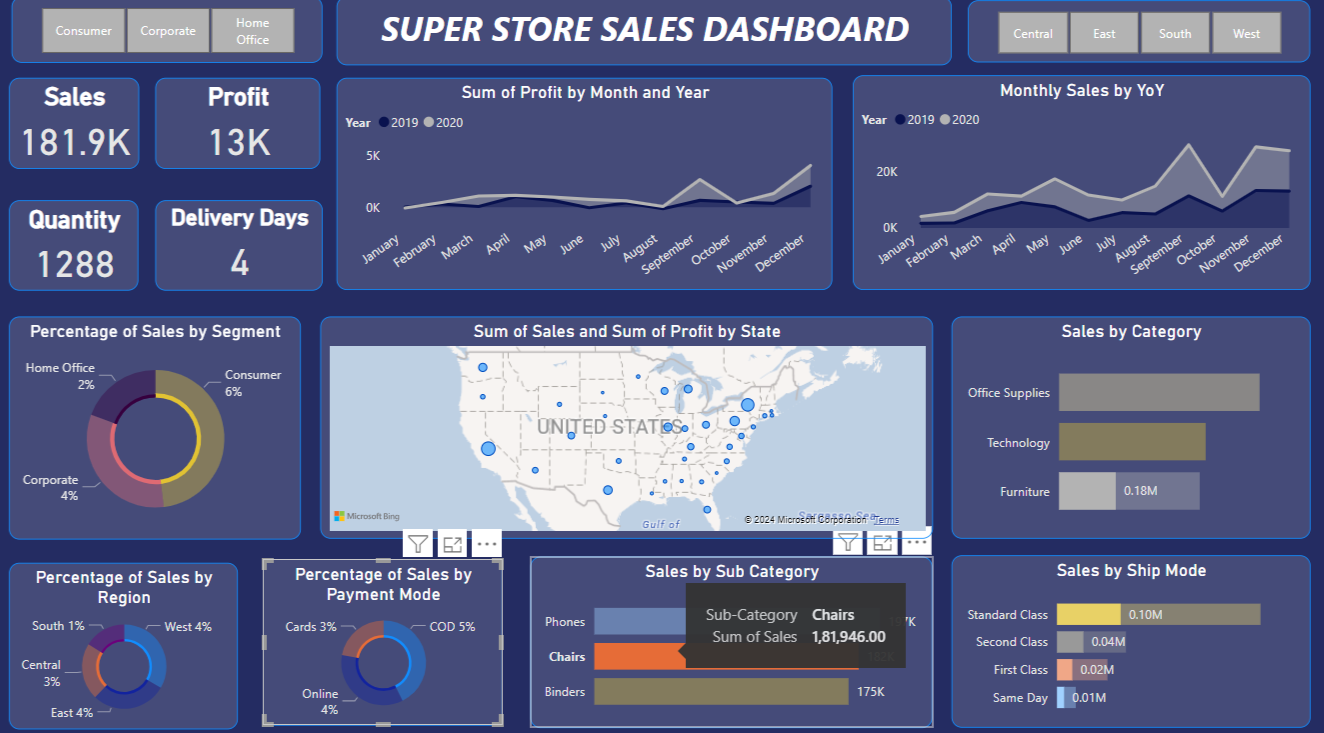 Consumer
Corporate
Home
Office
SUPER STORE SALES DASHBOARD
Central
East
South
West
Sales
181.9K
Profit
13K
Quantity
1288
Delivery Days
4
Sum of Profit by Month and Year
Year 2019 2020
5K
0K
January
February
March
April
May
June
July
August
September
October
November
December
Monthly Sales by YoY
Year 2019 2020
20K
0K
January
February
March
April
May
June
July
August
September
October
November
December
Percentage of Sales by Segment
Home Office
2%
Consumer
6%
Corporate
4%
Sum of Sales and Sum of Profit by State
UNITED STATES
Microsoft Bing
Gulf of
Sargasso Sea
© 2024 Microsoft Corporation Terms
Sales by Category
Office Supplies
Technology
Furniture
0.18M
Percentage of Sales by
Region
South 1%
West 4%
Central
3%
East 4%
Percentage of Sales by
Payment Mode
Cards 3%
COD 5%
Online
4%
Sales by Sub Category
Phones
Chairs
182K
Binders
175K
Sub-Category Chairs
Sum of Sales 1,81,946.00
Sales by Ship Mode
Standard Class
0.10M
Second Class
0.04M
First Class
0.02M
Same Day
0.01M